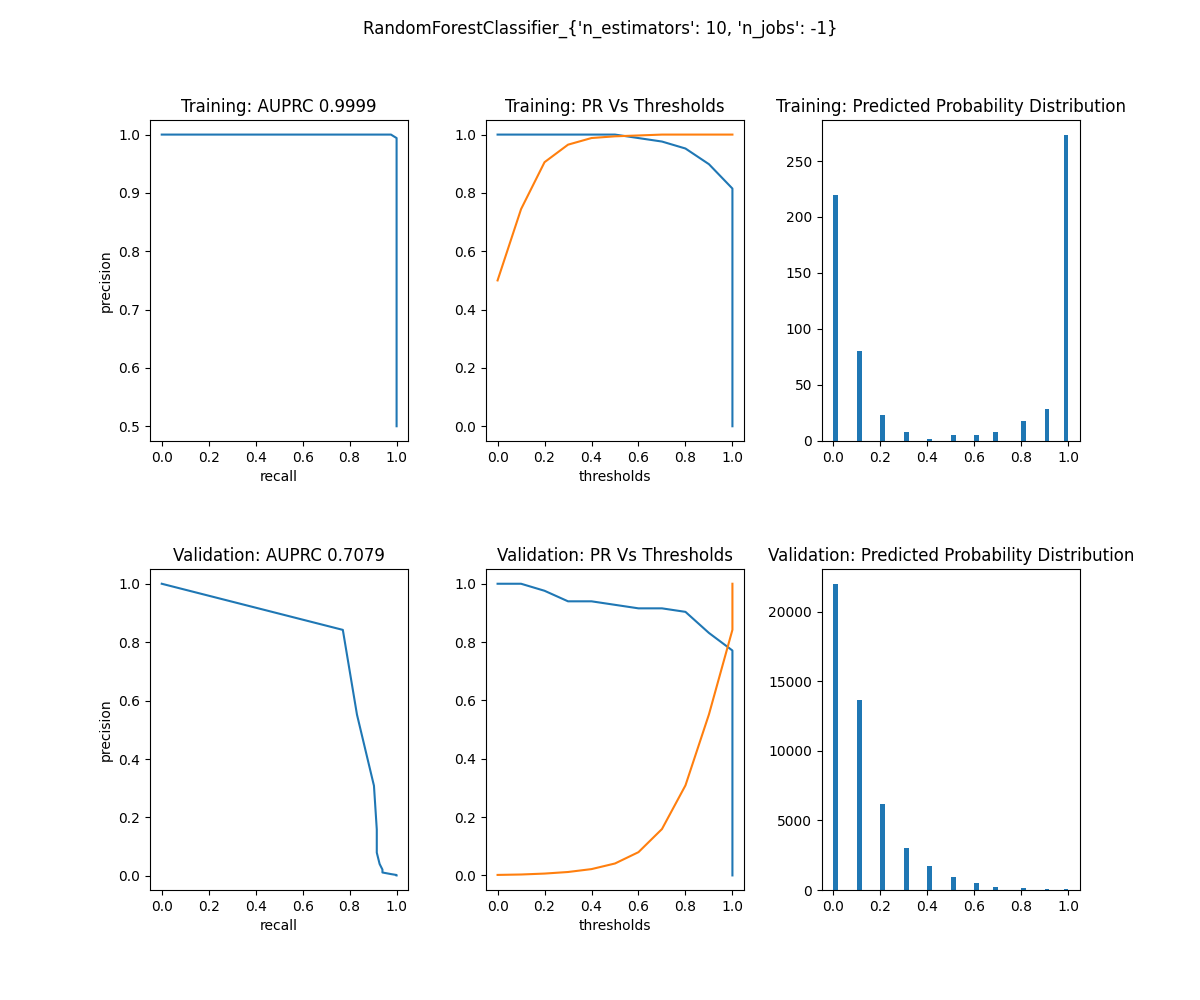 RandomForestClassifier_{'n_estimators': 10, 'n_jobs': -1}
Training: AUPRC 0.9999
1.0
0.9
0.8
0.7
0.6
0.5
precision
0.0 0.2 0.4 0.6 0.8 1.0
recall
Training: PR Vs Thresholds
1.0
0.8
0.6
0.4
0.2
0.0
0.0 0.2 0.4 0.6 0.8 1.0
thresholds
Training: Predicted Probability Distribution
250
200
150
100
50
0
0.0 0.2 0.4 0.6 0.8 1.0
Validation: AUPRC 0.7079
1.0
0.8
0.6
0.4
0.2
0.0
precision
0.0 0.2 0.4 0.6 0.8 1.0
recall
Validation: PR Vs Thresholds
1.0
0.8
0.6
0.4
0.2
0.0
0.0 0.2 0.4 0.6 0.8 1.0
thresholds
Validation: Predicted Probability Distribution
20000
15000
10000
5000
0
0.0 0.2 0.4 0.6 0.8 1.0